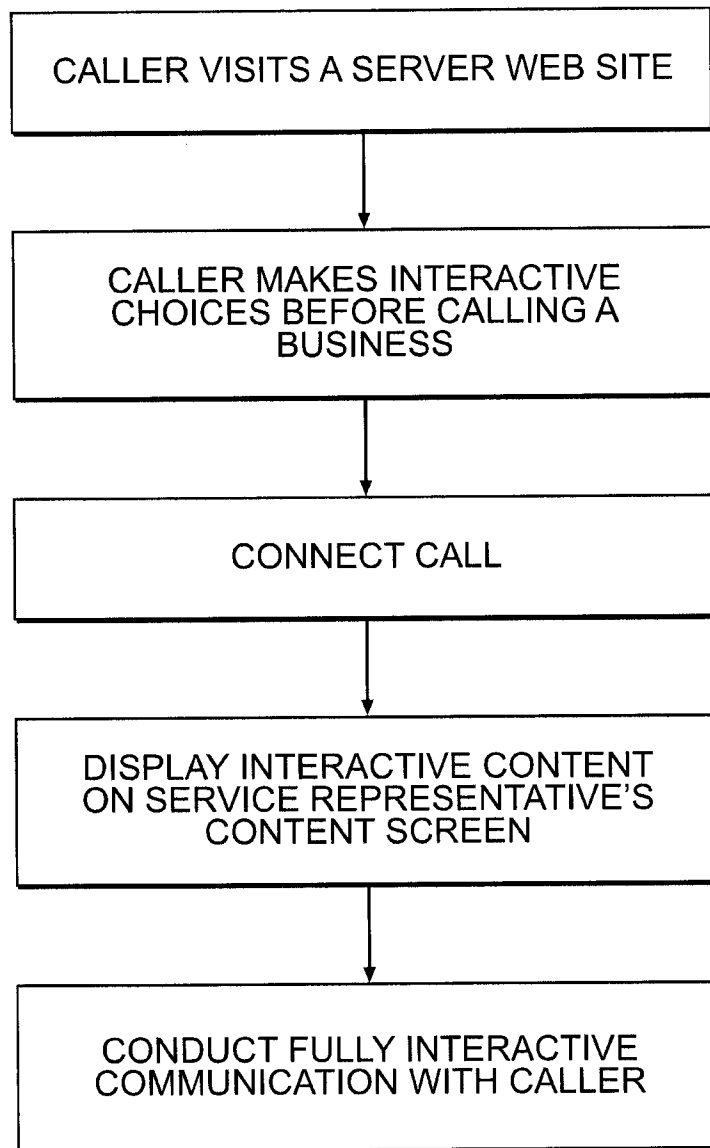 CALLER VISITS A SERVER WEB SITE
CALLER MAKES INTERACTIVE
CHOICES BEFORE CALLING A
BUSINESS
CONNECT CALL
DISPLAY INTERACTIVE CONTENT
ON SERVICE REPRESENTATIVE'S
CONTENT SCREEN
CONDUCT FULLY INTERACTIVE
COMMUNICATION WITH CALLER